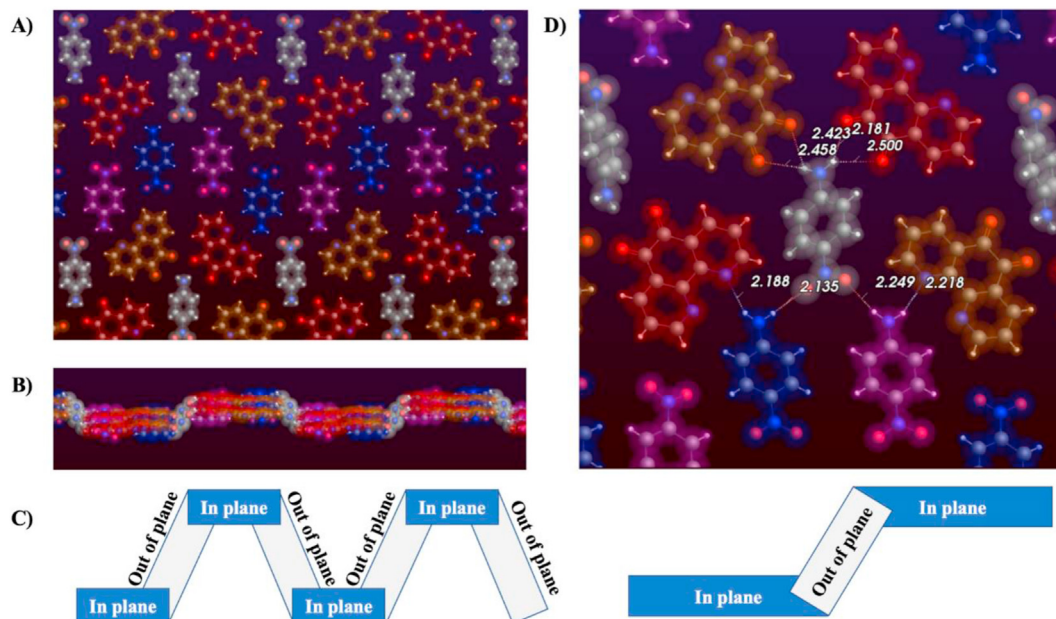 A)
D)
2.423
2.181
2.458
2.500
2.188
2.135
2.249
2.218
B)
C)
Out of plane
In plane
Out of plane
Out of plane
In plane
Out of plane
In plane
In plane
In plane
Out of plane
In plane